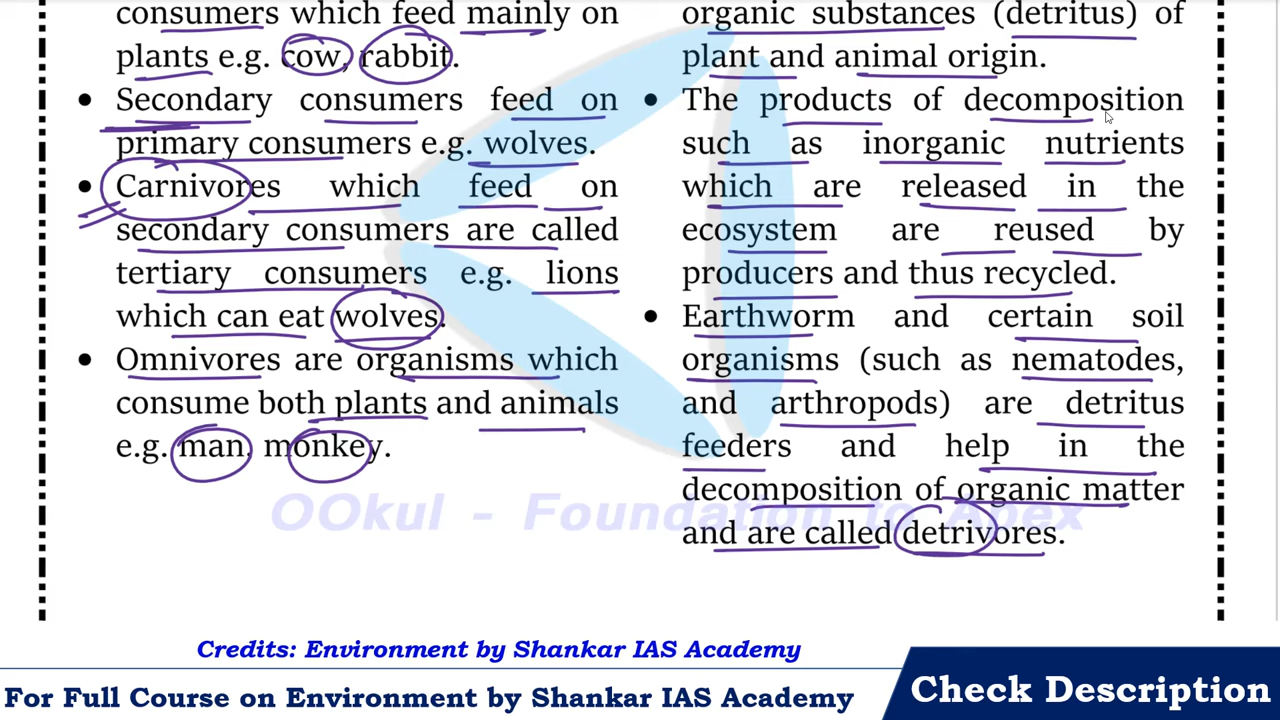 consumers which feed mainly on
plants e.g. cow, rabbit.
• Secondary consumers feed on
primary consumers e.g. wolves.
• Carnivores which feed on
secondary consumers are called
tertiary consumers e.g. lions
which can eat wolves.
• Omnivores are organisms which
consume both plants and animals
e.g. man, monkey.
organic substances (detritus) of
plant and animal origin.
• The products of decomposition
such as inorganic nutrients
which are released in the
ecosystem are reused by
producers and thus recycled.
• Earthworm and certain soil
organisms (such as nematodes,
and arthropods) are detritus
feeders and help in the
decomposition of organic matter
and are called detrivores.
OOkul - Foundation to Apex
Credits: Environment by Shankar IAS Academy
For Full Course on Environment by Shankar IAS Academy
Check Description